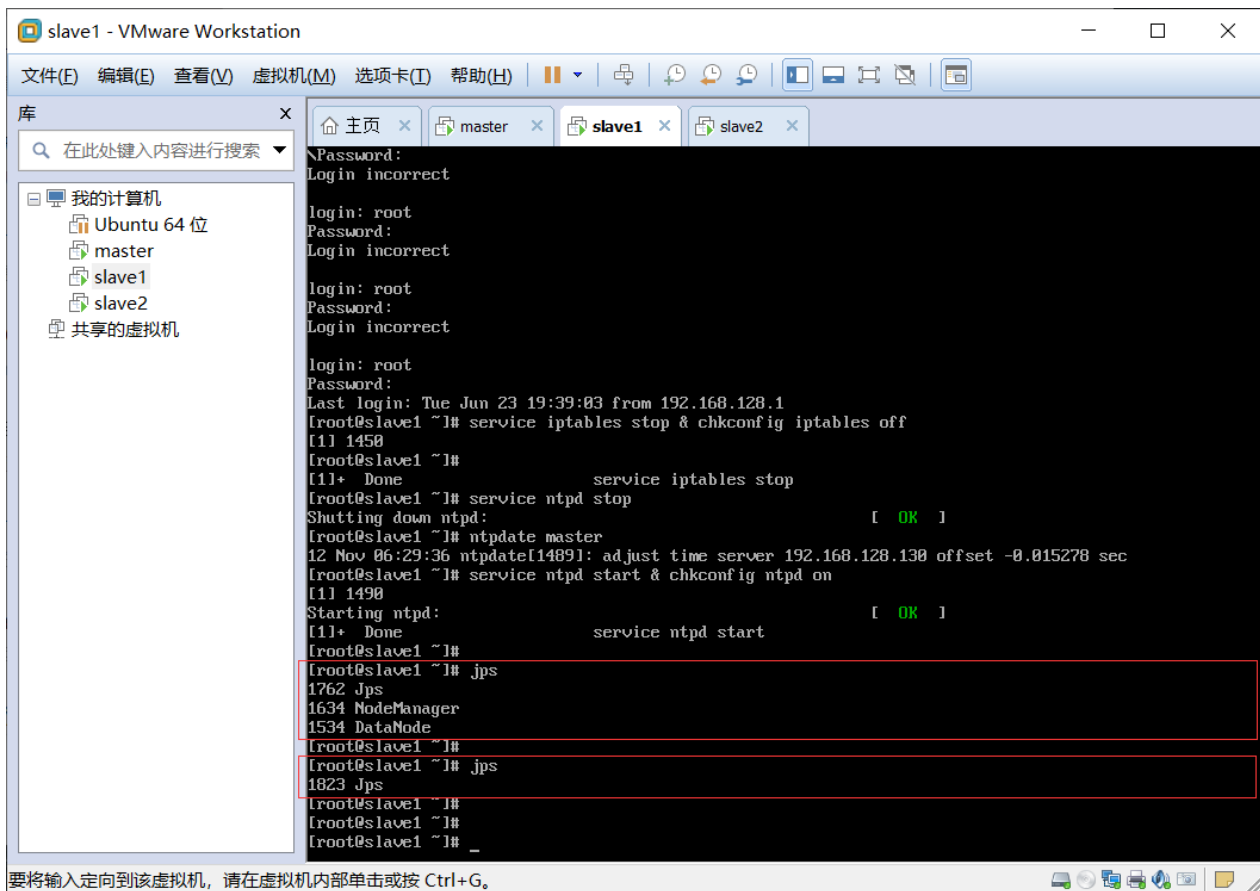 slave1 - VMware Workstation
文件(F) 编辑(E) 查看(V) 虚拟机(M) 选项卡(T) 帮助(H)
库 x
在此处键入内容进行搜索
我的计算机
Ubuntu 64 位
master
slave1
slave2
共享的虚拟机
主页 master slave1 slave2
\Password:
Login incorrect
login: root
Password:
Login incorrect
login: root
Password:
Login incorrect
login: root
Password:
Last login: Tue Jun 23 19:39:03 from 192.168.128.1
[root@slave1 ~]# service iptables stop & chkconfig iptables off
[1] 1450
[root@slave1 ~]#
[1]+  Done                    service iptables stop
[root@slave1 ~]# service ntpd stop
Shutting down ntpd:                                        [  OK  ]
[root@slave1 ~]# ntpdate master
12 Nov 06:29:36 ntpdate[1489]: adjust time server 192.168.128.130 offset -0.015278 sec
[root@slave1 ~]# service ntpd start & chkconfig ntpd on
[1] 1490
Starting ntpd:                                             [  OK  ]
[1]+  Done                    service ntpd start
[root@slave1 ~]#
[root@slave1 ~]# jps
1762 Jps
1634 NodeManager
1534 DataNode
[root@slave1 ~]#
[root@slave1 ~]# jps
1823 Jps
[root@slave1 ~]#
[root@slave1 ~]#
[root@slave1 ~]# _
要将输入定向到该虚拟机，请在虚拟机内部单击或按 Ctrl+G。